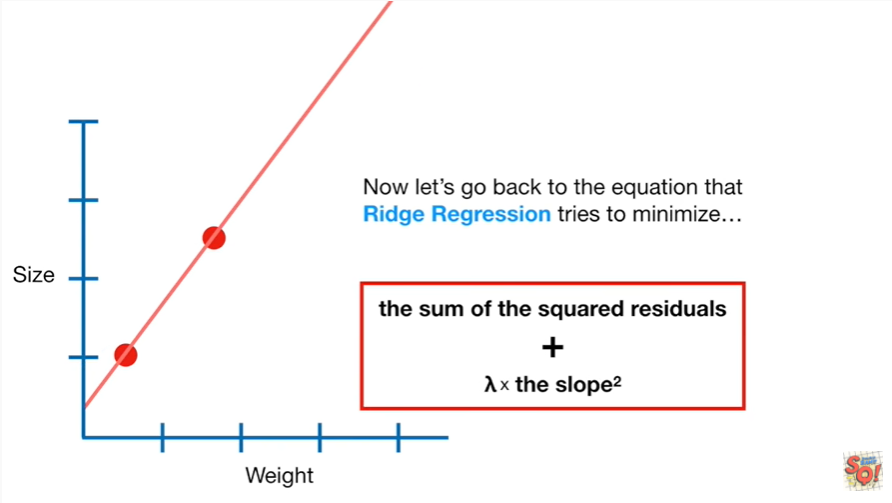 Now let's go back to the equation that
Ridge Regression tries to minimize...
Size
the sum of the squared residuals
+
λ x the slope²
Weight
SQ!